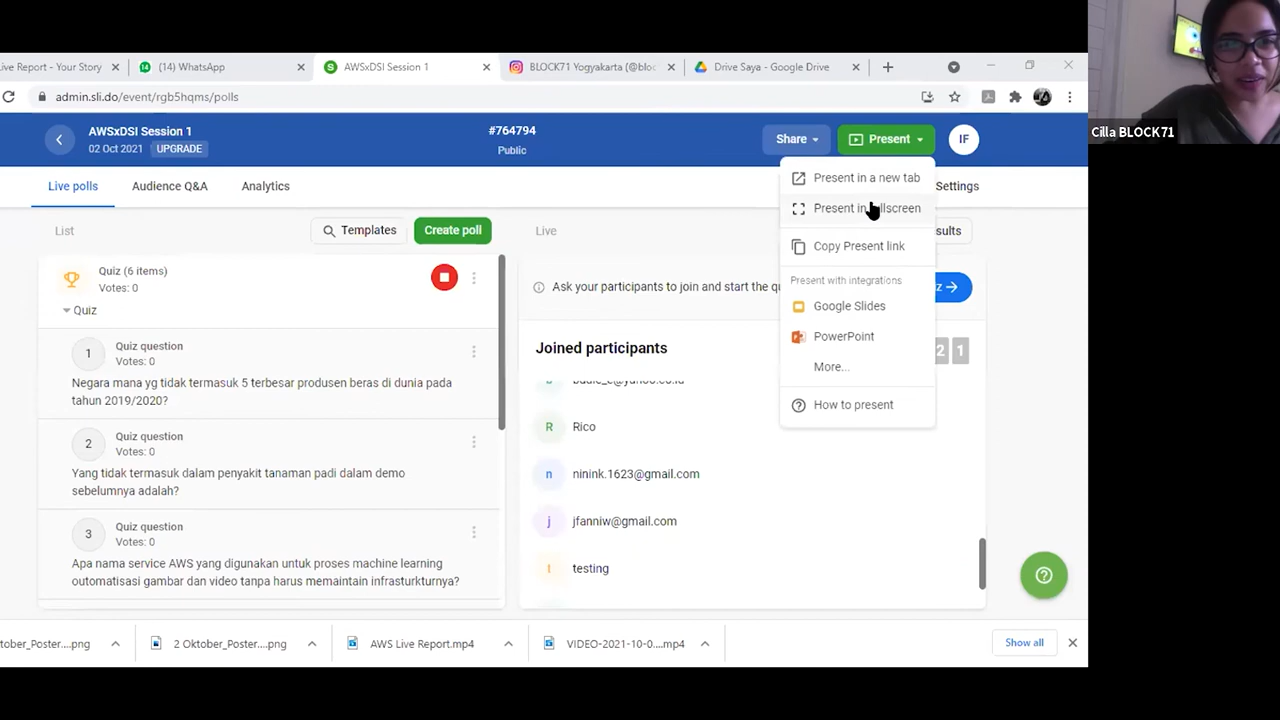 ive Report - Your Story
(14) WhatsApp
AWSxDSI Session 1
BLOCK71 Yogyakarta (@bloc
Drive Saya - Google Drive
admin.sli.do/event/rgb5hqms/polls
AWSxDSI Session 1
02 Oct 2021 UPGRADE
#764794
Public
Share
Present
IF
Cilla BLOCK71
Live polls
Audience Q&A
Analytics
Settings
Present in a new tab
Present in fullscreen
Copy Present link
Present with integrations
Google Slides
PowerPoint
More...
How to present
List
Templates
Create poll
Live
Quiz (6 items)
Votes: 0
Quiz
1
Quiz question
Votes: 0
Negara mana yg tidak termasuk 5 terbesar produsen beras di dunia pada
tahun 2019/2020?
2
Quiz question
Votes: 0
Yang tidak termasuk dalam penyakit tanaman padi dalam demo
sebelumnya adalah?
3
Quiz question
Votes: 0
Apa nama service AWS yang digunakan untuk proses machine learning
outomatisasi gambar dan video tanpa harus memaintain infrasturkturnya?
Ask your participants to join and start the qu
Joined participants
2 1
R Rico
n ninink.1623@gmail.com
j jfanniw@gmail.com
t testing
tober_Poster....png
2 Oktober_Poster....png
AWS Live Report.mp4
VIDEO-2021-10-0....mp4
Show all